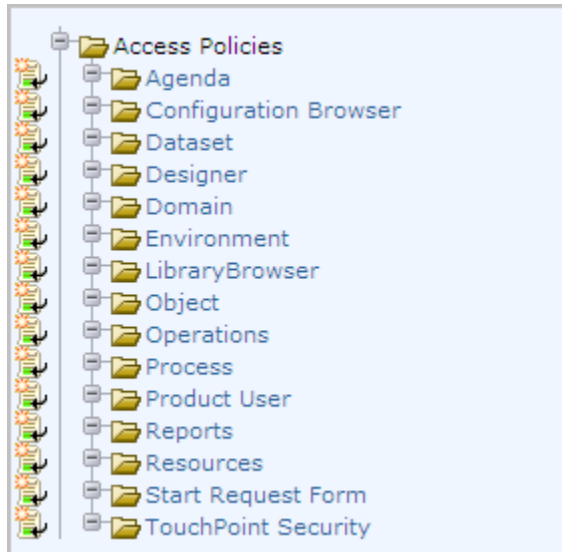 Access Policies
Agenda
Configuration Browser
Dataset
Designer
Domain
Environment
LibraryBrowser
Object
Operations
Process
Product User
Reports
Resources
Start Request Form
TouchPoint Security